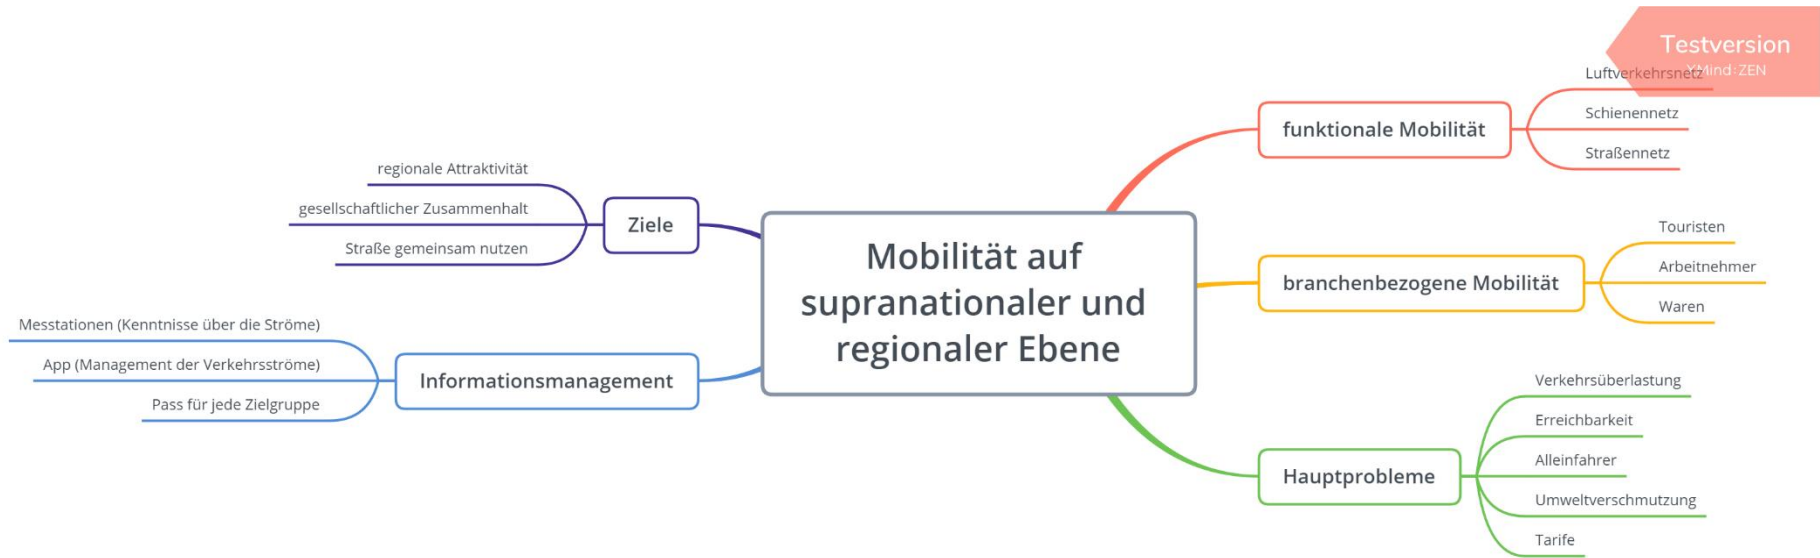 Testversion
XMind:ZEN
Mobilität auf
supranationaler und
regionaler Ebene
funktionale Mobilität
Luftverkehrsnetz
Schienennetz
Straßennetz
branchenbezogene Mobilität
Touristen
Arbeitnehmer
Waren
Hauptprobleme
Verkehrsüberlastung
Erreichbarkeit
Alleinfahrer
Umweltverschmutzung
Tarife
Ziele
regionale Attraktivität
gesellschaftlicher Zusammenhalt
Straße gemeinsam nutzen
Informationsmanagement
Messtationen (Kenntnisse über die Ströme)
App (Management der Verkehrsströme)
Pass für jede Zielgruppe